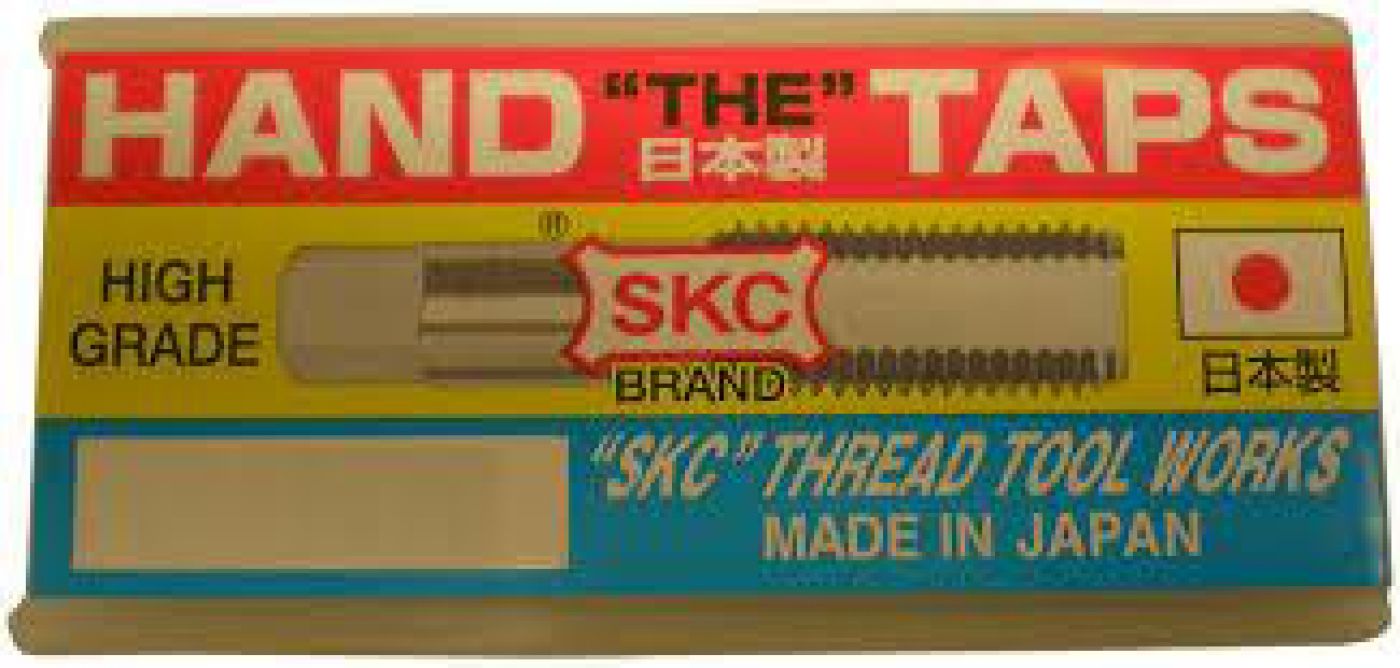 HAND "THE" TAPS
日本製
®
HIGH
GRADE
SKC
BRAND
日本製
"SKC" THREAD TOOL WORKS
MADE IN JAPAN